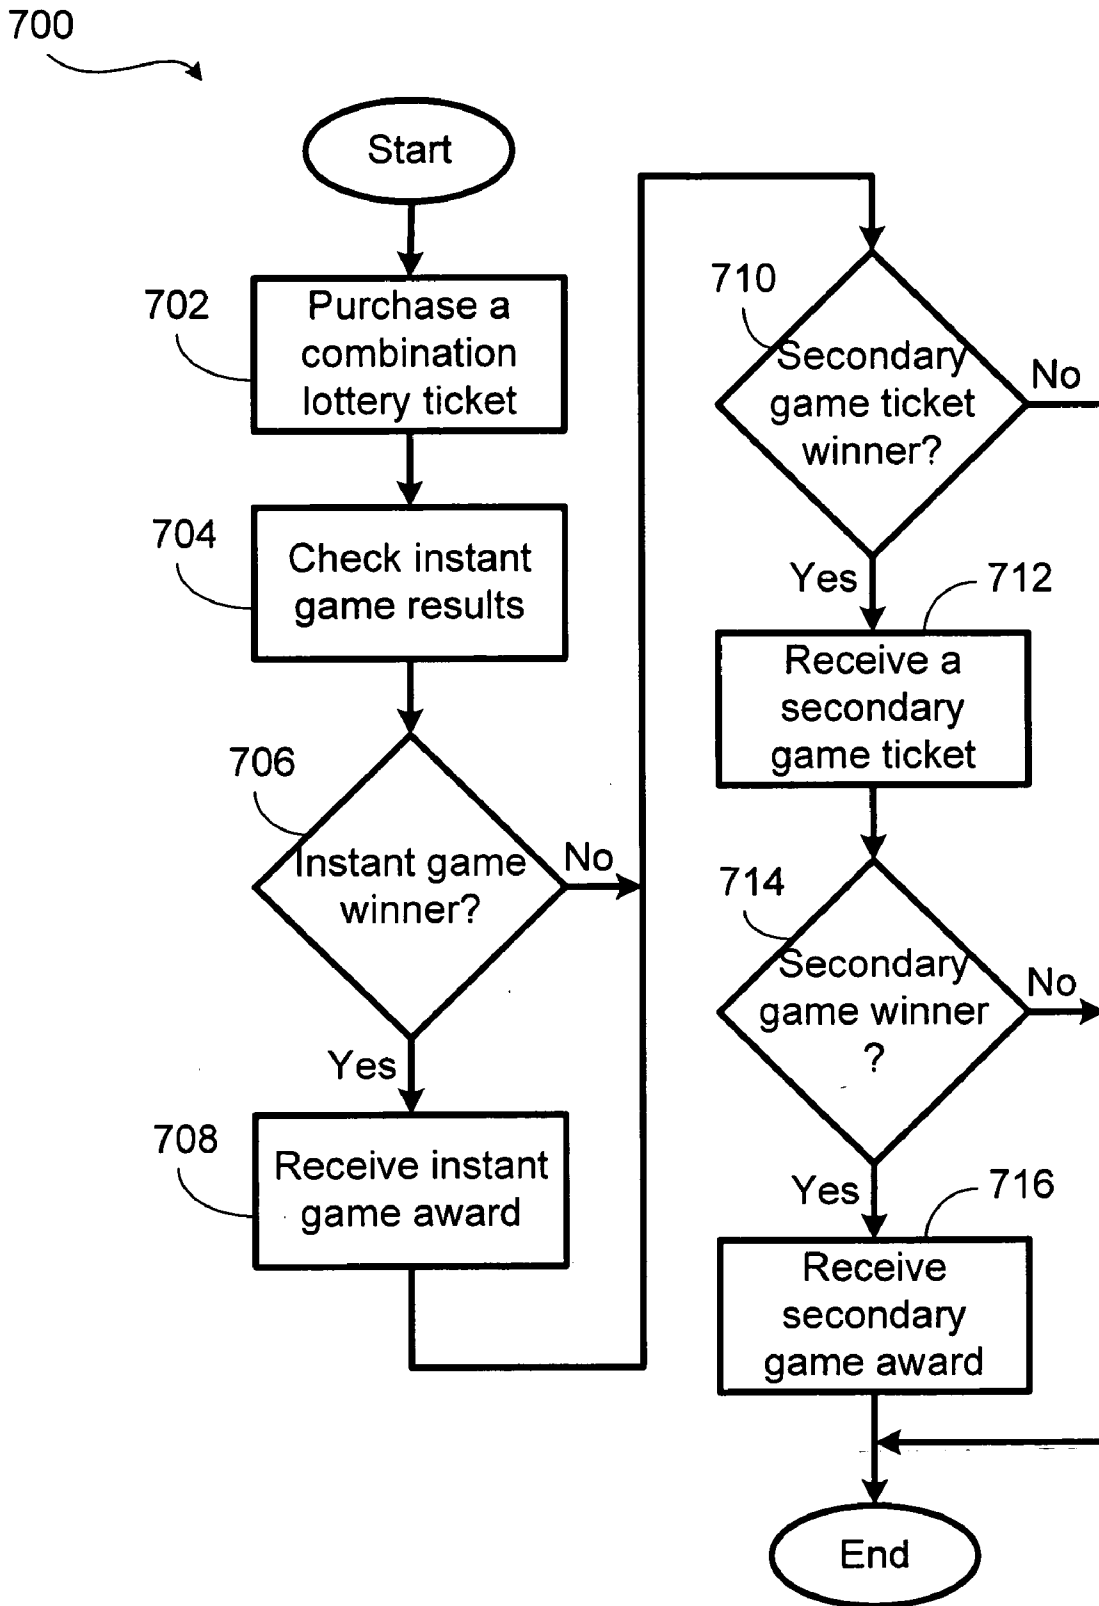 700
Start
702
Purchase a
combination
lottery ticket
704
Check instant
game results
706
Instant game
winner?
No
Yes
708
Receive instant
game award
710
Secondary
game ticket
winner?
No
Yes
712
Receive a
secondary
game ticket
714
Secondary
game winner
?
No
Yes
716
Receive
secondary
game award
End